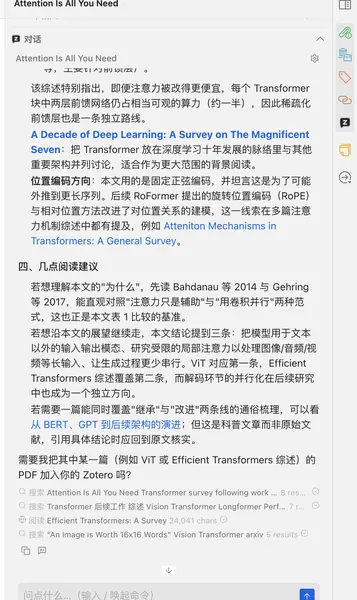 Attention Is All You Need
对话
Attention Is All You Need
等，主要针对前馈层）。
该综述特别指出，即便注意力被改得更便宜，每个 Transformer
块中两层前馈网络仍占相当可观的算力（约一半），因此稀疏化
前馈层也是一条独立路线。
A Decade of Deep Learning: A Survey on The Magnificent
Seven：把 Transformer 放在深度学习十年发展的脉络里与其他
重要架构并列讨论，适合作为更大范围的背景阅读。
位置编码方向：本文用的是固定正弦编码，并坦言这是为了可能
外推到更长序列。后续 RoFormer 提出的旋转位置编码（RoPE）
与相对位置方法改进了对位置关系的建模，这一线索在多篇注意
力机制综述中都有提及，例如 Atteniton Mechanisms in
Transformers: A General Survey。
四、几点阅读建议
若想理解本文的"为什么"，先读 Bahdanau 等 2014 与 Gehring
等 2017，能直观对照"注意力只是辅助"与"用卷积并行"两种范
式，这也正是本文表 1 比较的基准。
若想沿本文的展望继续走，本文结论提到三条：把模型用于文本
以外的输入输出模态、研究受限的局部注意力以处理图像/音频/视
频等长输入、让生成过程更少串行。ViT 对应第一条，Efficient
Transformers 综述覆盖第二条，而解码环节的并行化在后续研究
中也成为一个独立方向。
若需要一篇能同时覆盖"继承"与"改进"两条线的通俗梳理，可以看
从 BERT、GPT 到后续架构的演进；但这是科普文章而非原始文
献，引用具体结论时应回到原文核实。
需要我把其中某一篇（例如 ViT 或 Efficient Transformers 综述）的
PDF 加入你的 Zotero 吗？
搜索 Attention Is All You Need Transformer survey following work ... 8 res...
搜索 Transformer 后续工作 综述 Vision Transformer Longformer Perf... 7 r...
阅读 Efficient Transformers: A Survey 24,041 chars
搜索 "An Image is Worth 16x16 Words" Vision Transformer arxiv 5 results
问点什么…（输入 / 唤起命令）